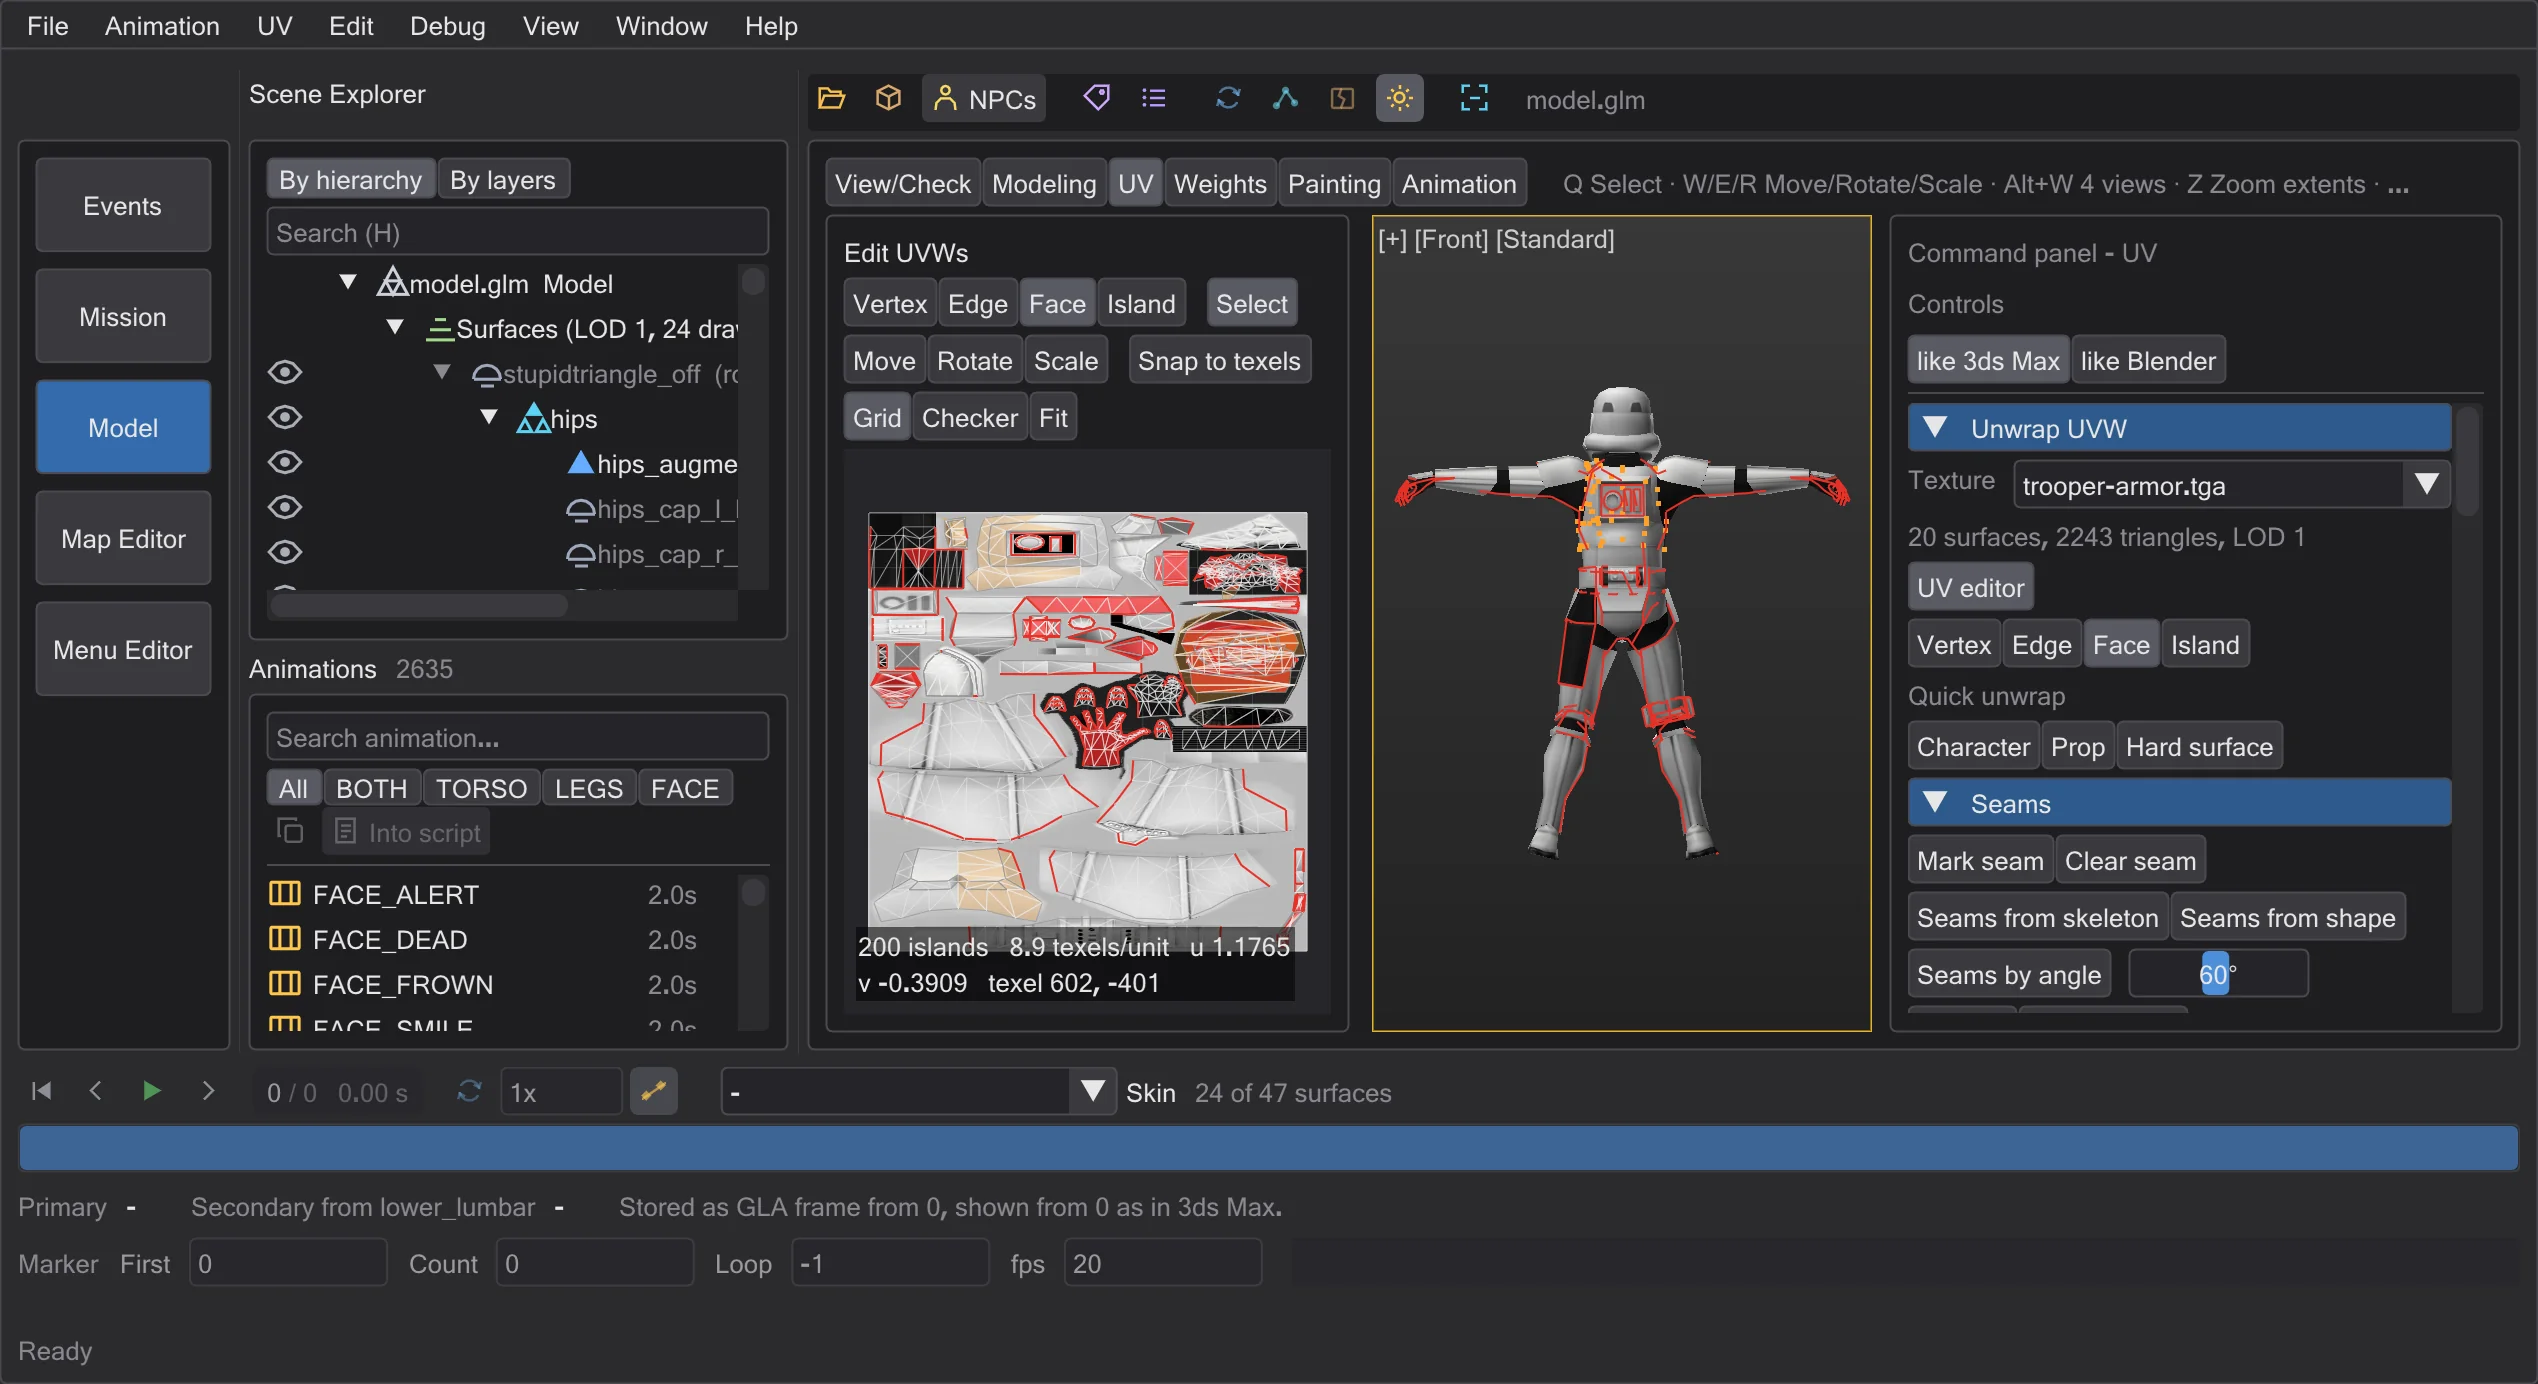 File Animation UV Edit Debug View Window Help
Scene Explorer
NPCs model.glm
Events
Mission
Model
Map Editor
Menu Editor
By hierarchy By layers
Search (H)
model.glm Model
Surfaces (LOD 1, 24 dra
stupidtriangle_off (ro
hips
hips_augme
hips_cap_l_
hips_cap_r_
Animations 2635
Search animation...
All BOTH TORSO LEGS FACE
Into script
FACE_ALERT 2.0s
FACE_DEAD 2.0s
FACE_FROWN 2.0s
FACE_SMILE 2.0s
View/Check Modeling UV Weights Painting Animation Q Select · W/E/R Move/Rotate/Scale · Alt+W 4 views · Z Zoom extents · ...
Edit UVWs
Vertex Edge Face Island Select
Move Rotate Scale Snap to texels
Grid Checker Fit
200 islands 8.9 texels/unit u 1.1765
v -0.3909 texel 602, -401
[+] [Front] [Standard]
Command panel - UV
Controls
like 3ds Max like Blender
Unwrap UVW
Texture trooper-armor.tga
20 surfaces, 2243 triangles, LOD 1
UV editor
Vertex Edge Face Island
Quick unwrap
Character Prop Hard surface
Seams
Mark seam Clear seam
Seams from skeleton Seams from shape
Seams by angle 60°
0 / 0 0.00 s 1x - Skin 24 of 47 surfaces
Primary - Secondary from lower_lumbar - Stored as GLA frame from 0, shown from 0 as in 3ds Max.
Marker First 0 Count 0 Loop -1 fps 20
Ready